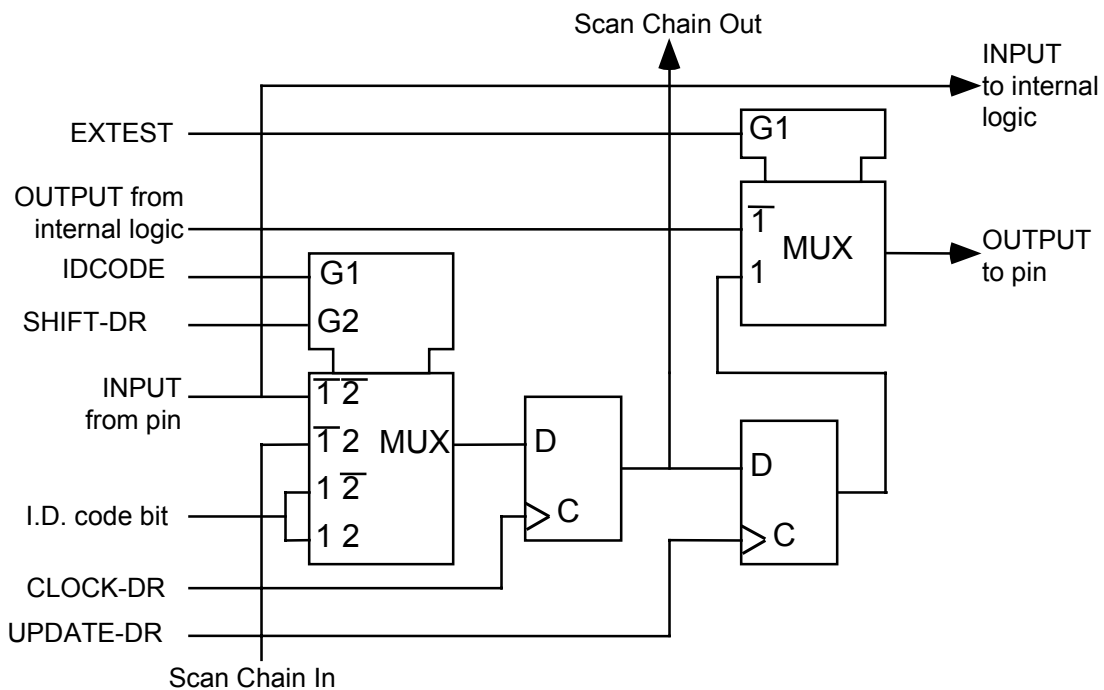 Scan Chain Out
INPUT
to internal
logic
EXTEST
G1
OUTPUT from
internal logic
1̅
MUX
1
OUTPUT
to pin
IDCODE
G1
SHIFT-DR
G2
INPUT
from pin
1̅ 2̅
1̅ 2
MUX
1 2̅
1 2
D
C
D
C
I.D. code bit
CLOCK-DR
UPDATE-DR
Scan Chain In